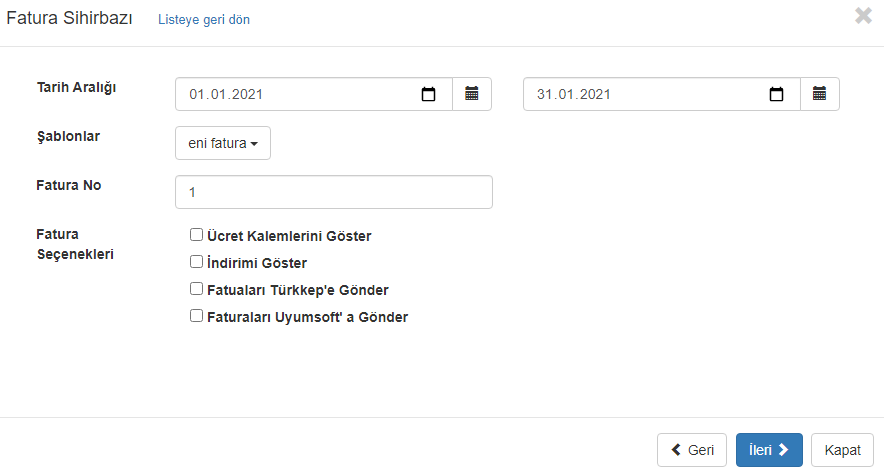 Fatura Sihirbazı Listeye geri dön
Tarih Aralığı 01.01.2021 31.01.2021
Şablonlar eni fatura
Fatura No 1
Fatura Seçenekleri
Ücret Kalemlerini Göster
İndirimi Göster
Fatuaları Türkkep'e Gönder
Faturaları Uyumsoft' a Gönder
Geri İleri Kapat